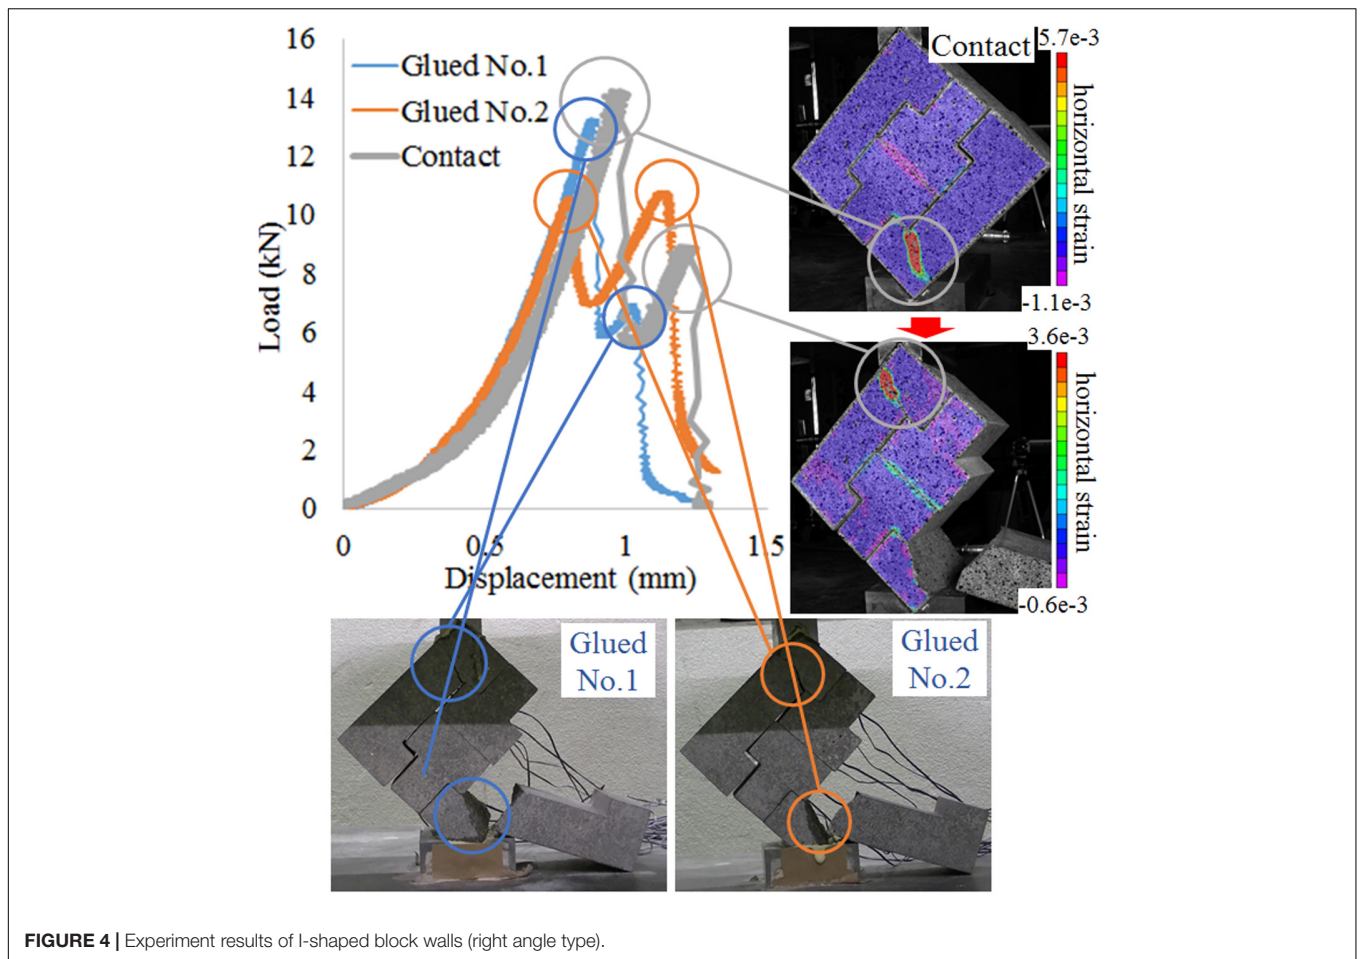 16
14
12
10
8
6
4
2
0
Load (kN)
Glued No.1
Glued No.2
Contact
0
0.5
1
1.5
Displacement (mm)
Contact
5.7e-3
horizontal strain
-1.1e-3
3.6e-3
horizontal strain
-0.6e-3
Glued
No.1
Glued
No.2
FIGURE 4 | Experiment results of I-shaped block walls (right angle type).